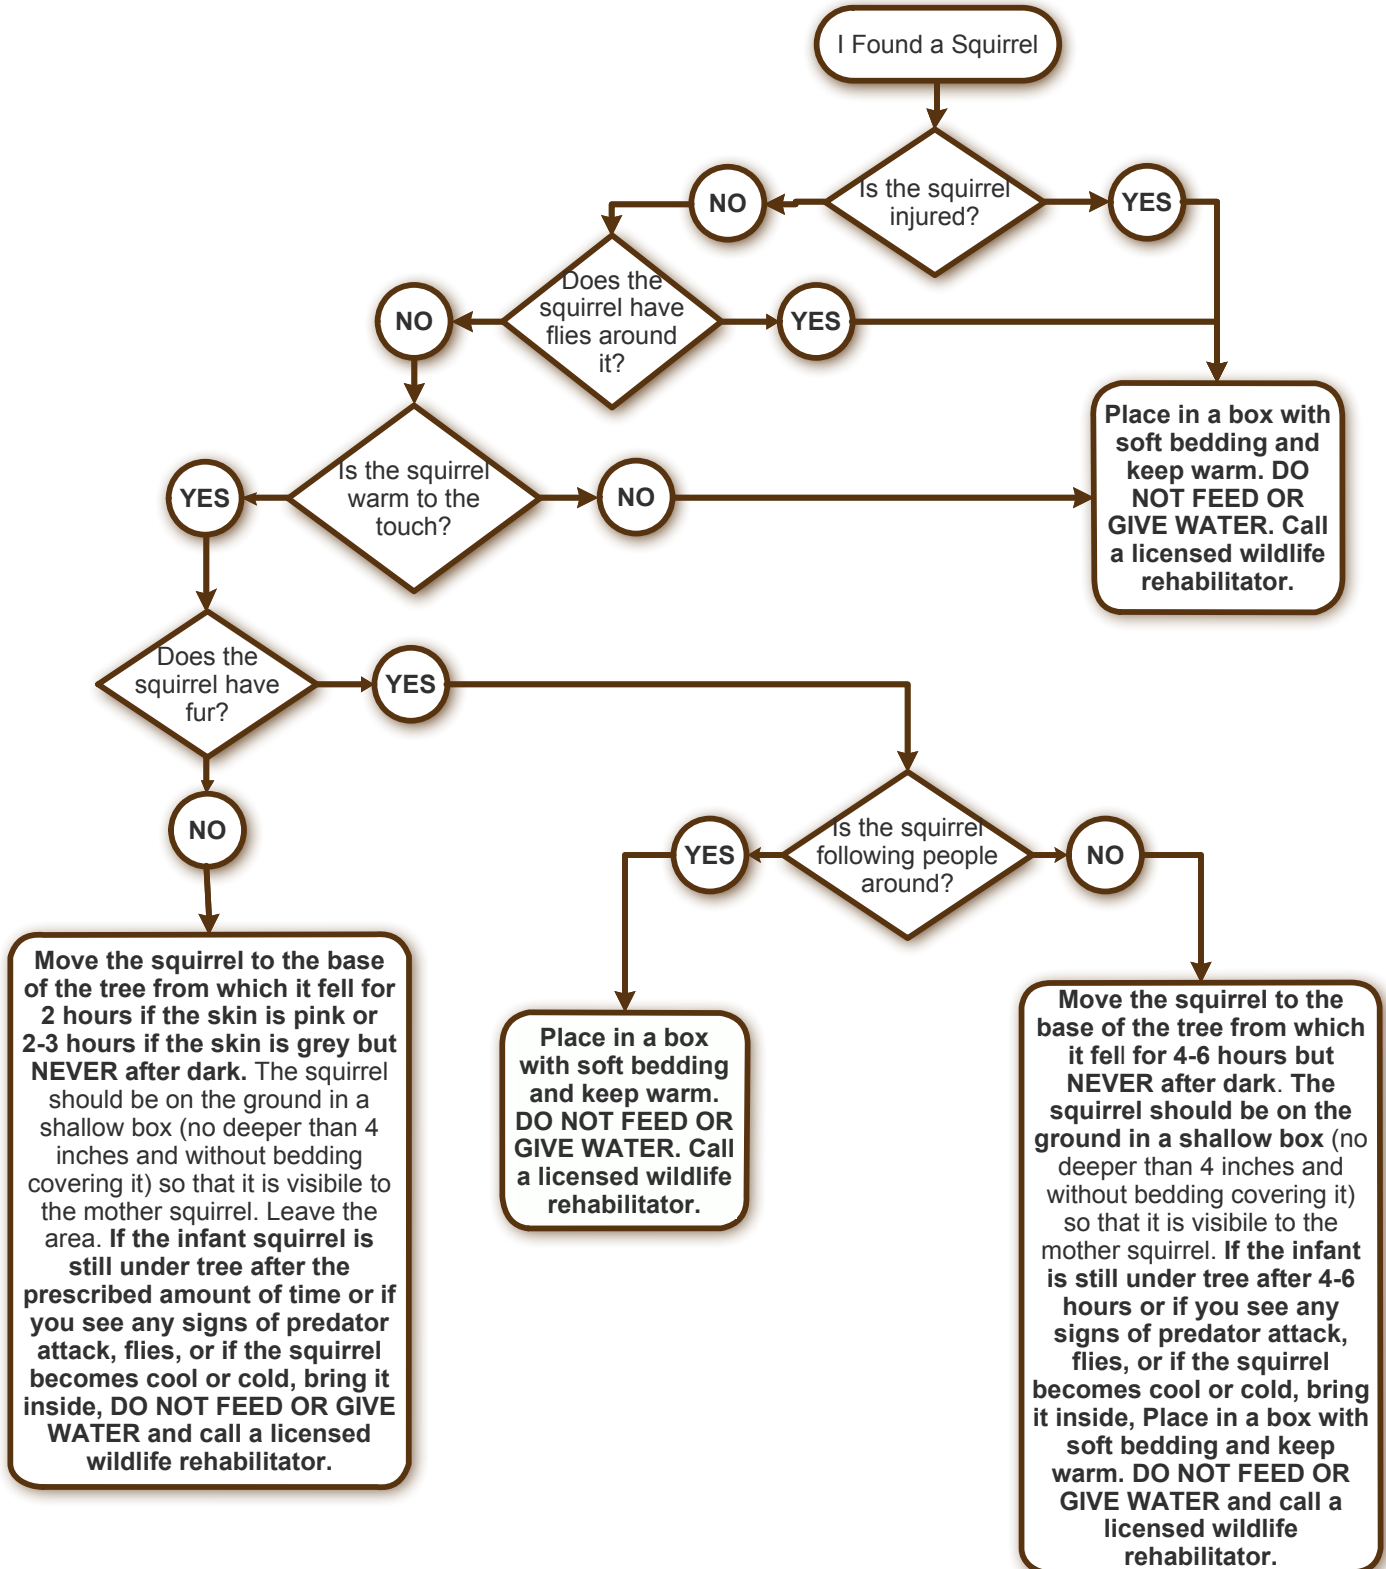 I Found a Squirrel
Is the squirrel
injured?
NO
YES
Does the
squirrel have
flies around
it?
NO
YES
Place in a box with
soft bedding and
keep warm. DO
NOT FEED OR
GIVE WATER. Call
a licensed wildlife
rehabilitator.
Is the squirrel
warm to the
touch?
YES
NO
Does the
squirrel have
fur?
YES
NO
Is the squirrel
following people
around?
YES
NO
Move the squirrel to the base
of the tree from which it fell for
2 hours if the skin is pink or
2-3 hours if the skin is grey but
NEVER after dark. The squirrel
should be on the ground in a
shallow box (no deeper than 4
inches and without bedding
covering it) so that it is visibile to
the mother squirrel. Leave the
area. If the infant squirrel is
still under tree after the
prescribed amount of time or if
you see any signs of predator
attack, flies, or if the squirrel
becomes cool or cold, bring it
inside, DO NOT FEED OR GIVE
WATER and call a licensed
wildlife rehabilitator.
Place in a box
with soft bedding
and keep warm.
DO NOT FEED OR
GIVE WATER. Call
a licensed wildlife
rehabilitator.
Move the squirrel to the
base of the tree from which
it fell for 4-6 hours but
NEVER after dark. The
squirrel should be on the
ground in a shallow box (no
deeper than 4 inches and
without bedding covering it)
so that it is visibile to the
mother squirrel. If the infant
is still under tree after 4-6
hours or if you see any
signs of predator attack,
flies, or if the squirrel
becomes cool or cold, bring
it inside, Place in a box with
soft bedding and keep
warm. DO NOT FEED OR
GIVE WATER and call a
licensed wildlife
rehabilitator.